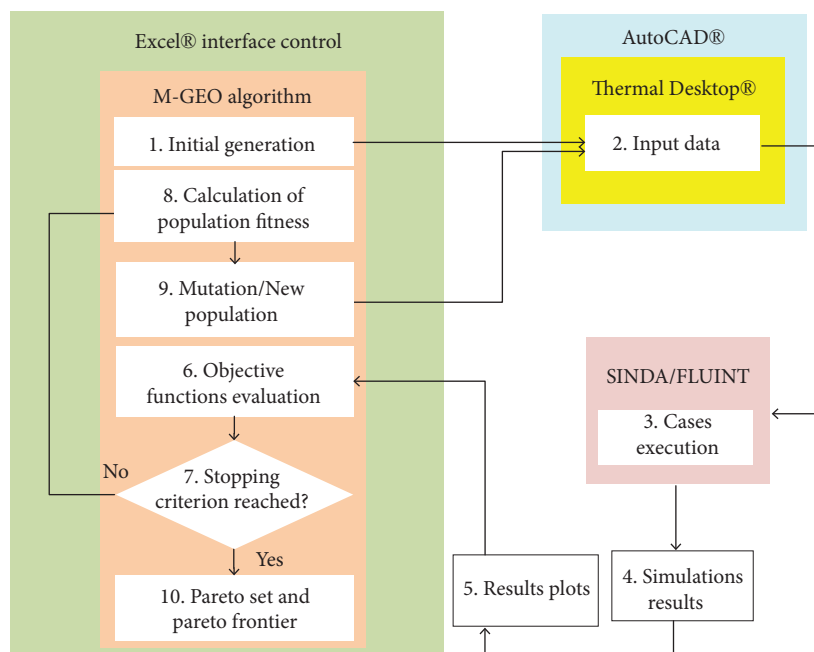 Excel® interface control
M-GEO algorithm
1. Initial generation
8. Calculation of
population fitness
9. Mutation/New
population
6. Objective
functions evaluation
No
7. Stopping
criterion reached?
Yes
10. Pareto set and
pareto frontier
AutoCAD®
Thermal Desktop®
2. Input data
SINDA/FLUINT
3. Cases
execution
5. Results plots
4. Simulations
results